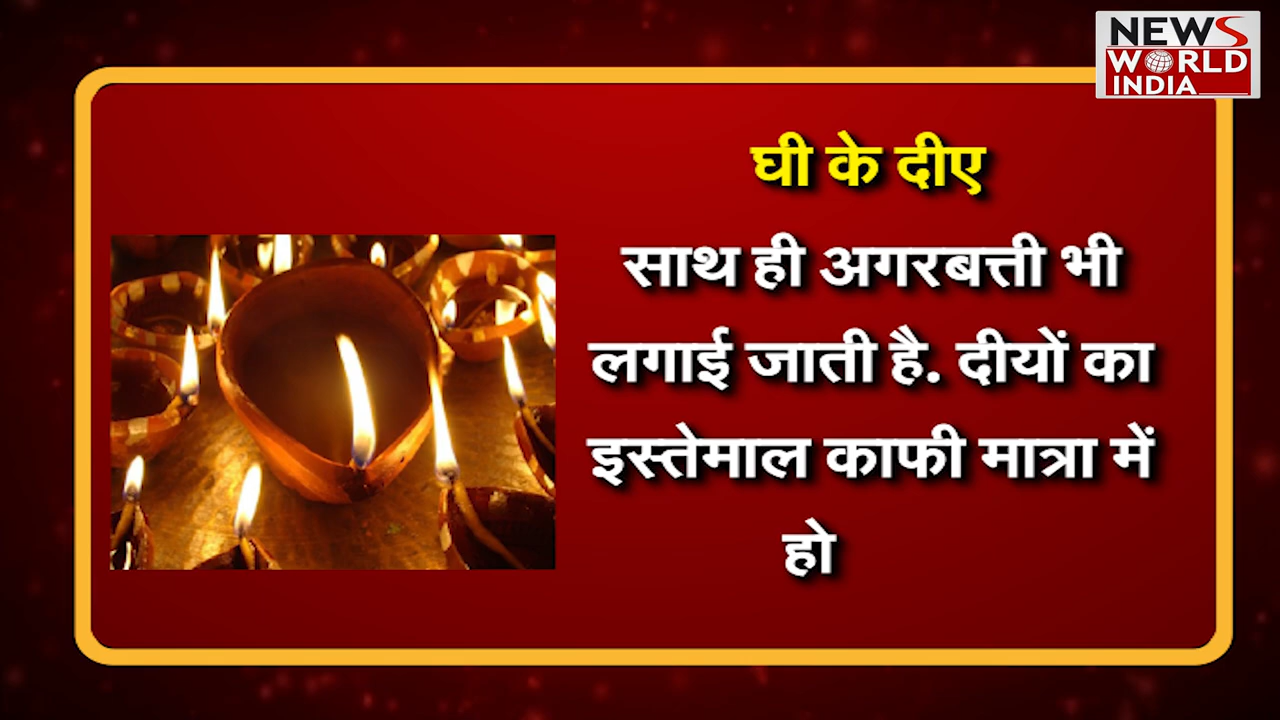 NEWS
WORLD
INDIA
घी के दीए
साथ ही अगरबत्ती भी
लगाई जाती है. दीयों का
इस्तेमाल काफी मात्रा में
हो